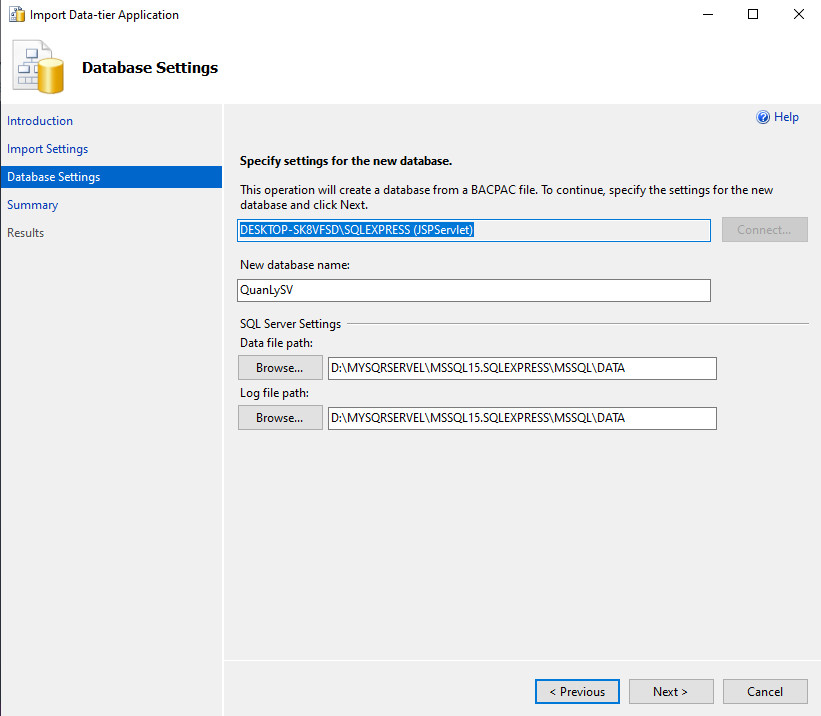 Import Data-tier Application
Database Settings
Introduction
Import Settings
Database Settings
Summary
Results
Help
Specify settings for the new database.
This operation will create a database from a BACPAC file. To continue, specify the settings for the new
database and click Next.
DESKTOP-SK8VFSD\SQLEXPRESS (JSPServlet)
Connect...
New database name:
QuanLySV
SQL Server Settings
Data file path:
Browse...
D:\MYSQRSERVEL\MSSQL15.SQLEXPRESS\MSSQL\DATA
Log file path:
Browse...
D:\MYSQRSERVEL\MSSQL15.SQLEXPRESS\MSSQL\DATA
< Previous
Next >
Cancel